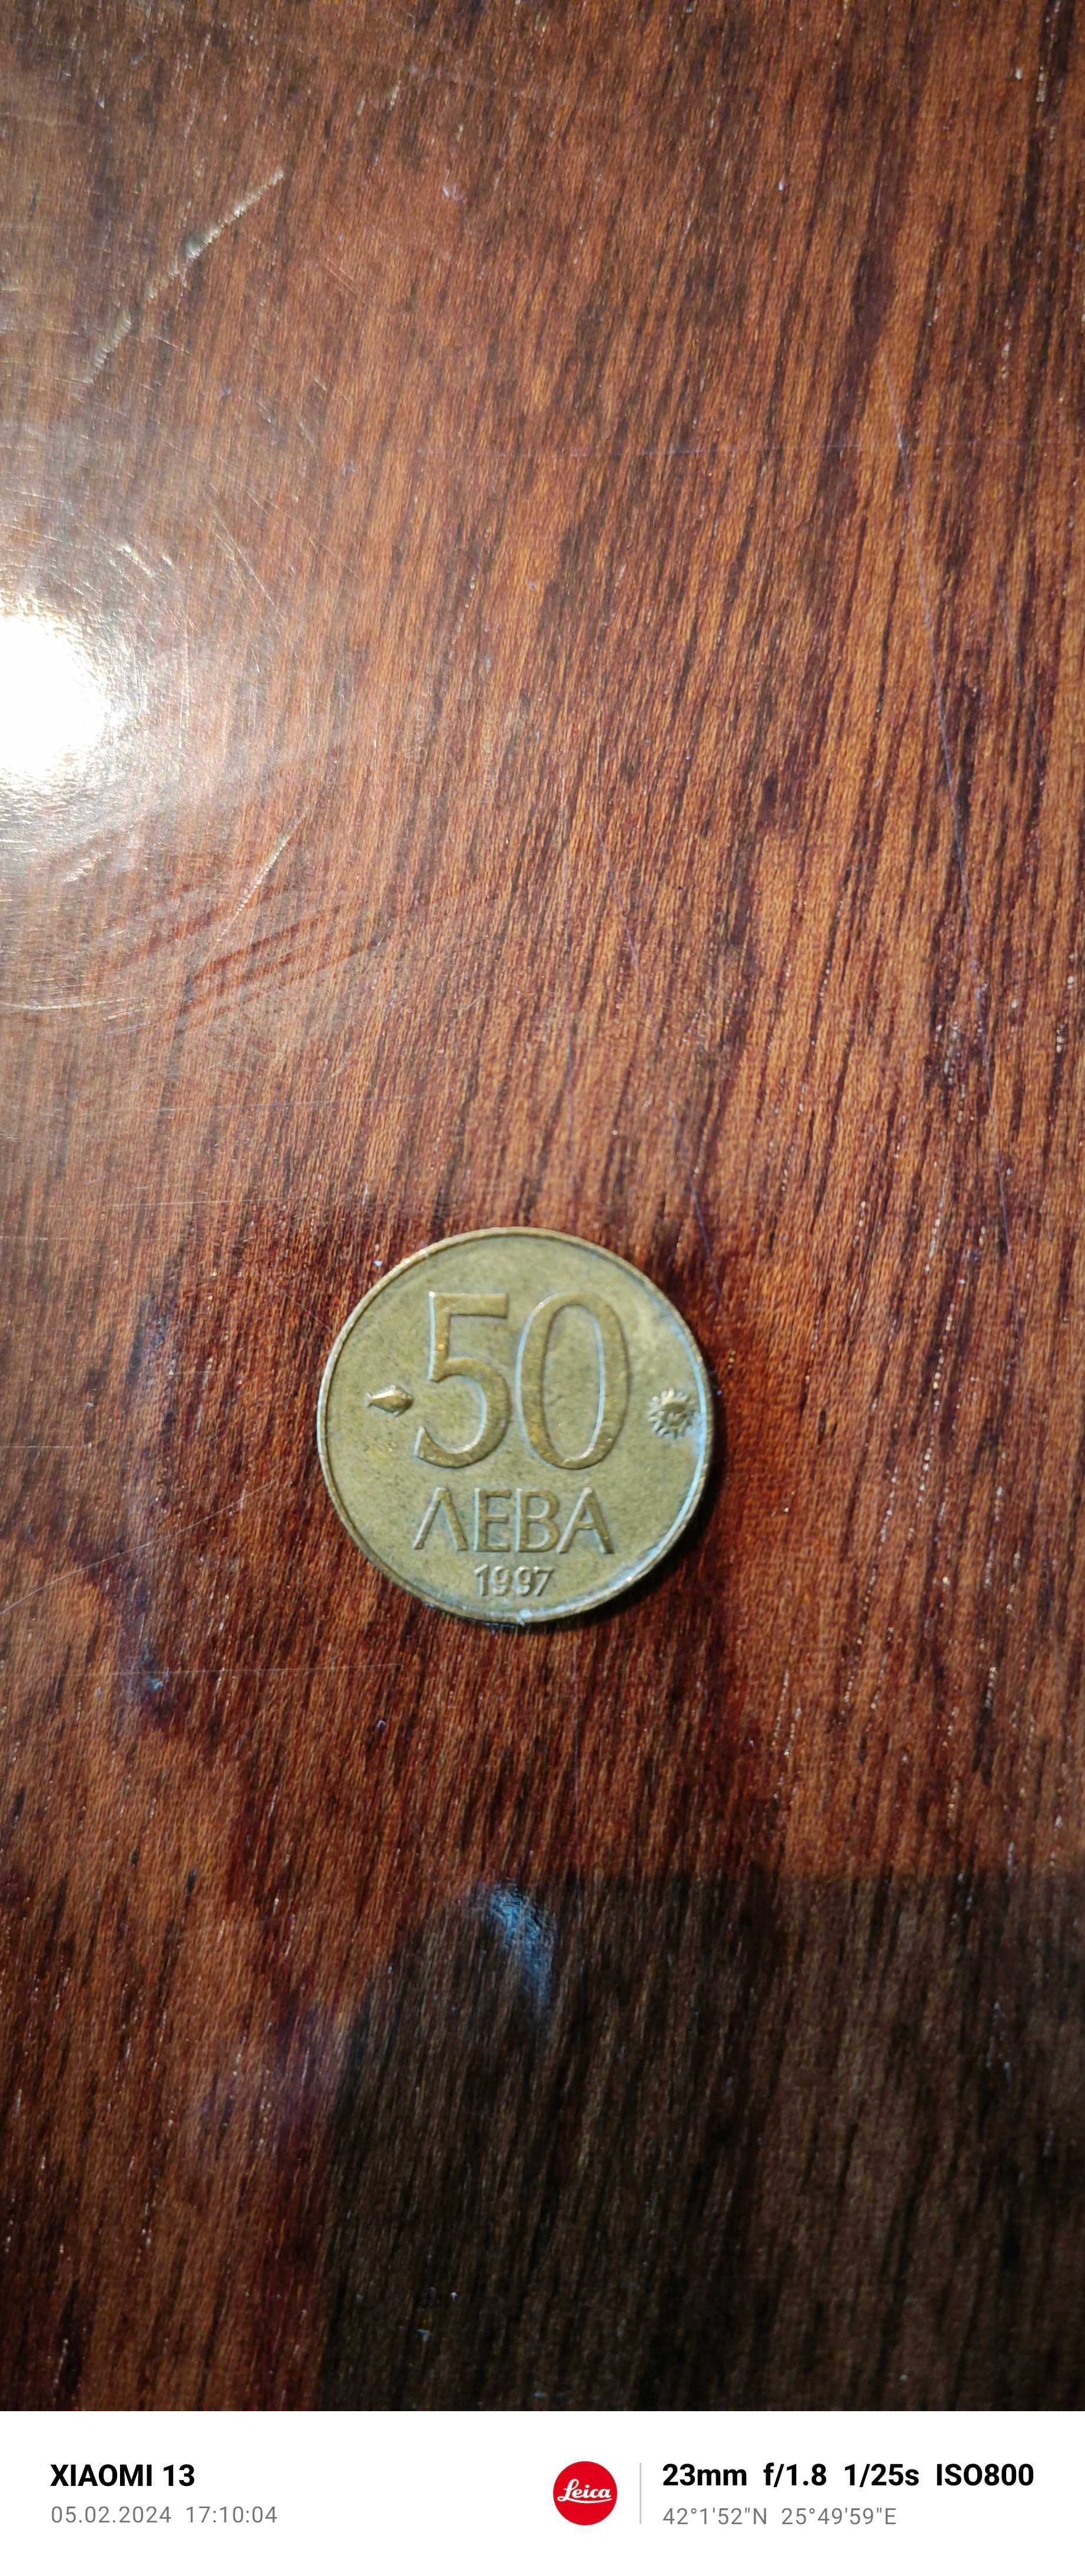 50
ΛEBA
1997
XIAOMI 13
05.02.2024 17:10:04
Leica
23mm f/1.8 1/25s ISO800
42°1'52"N 25°49'59"E